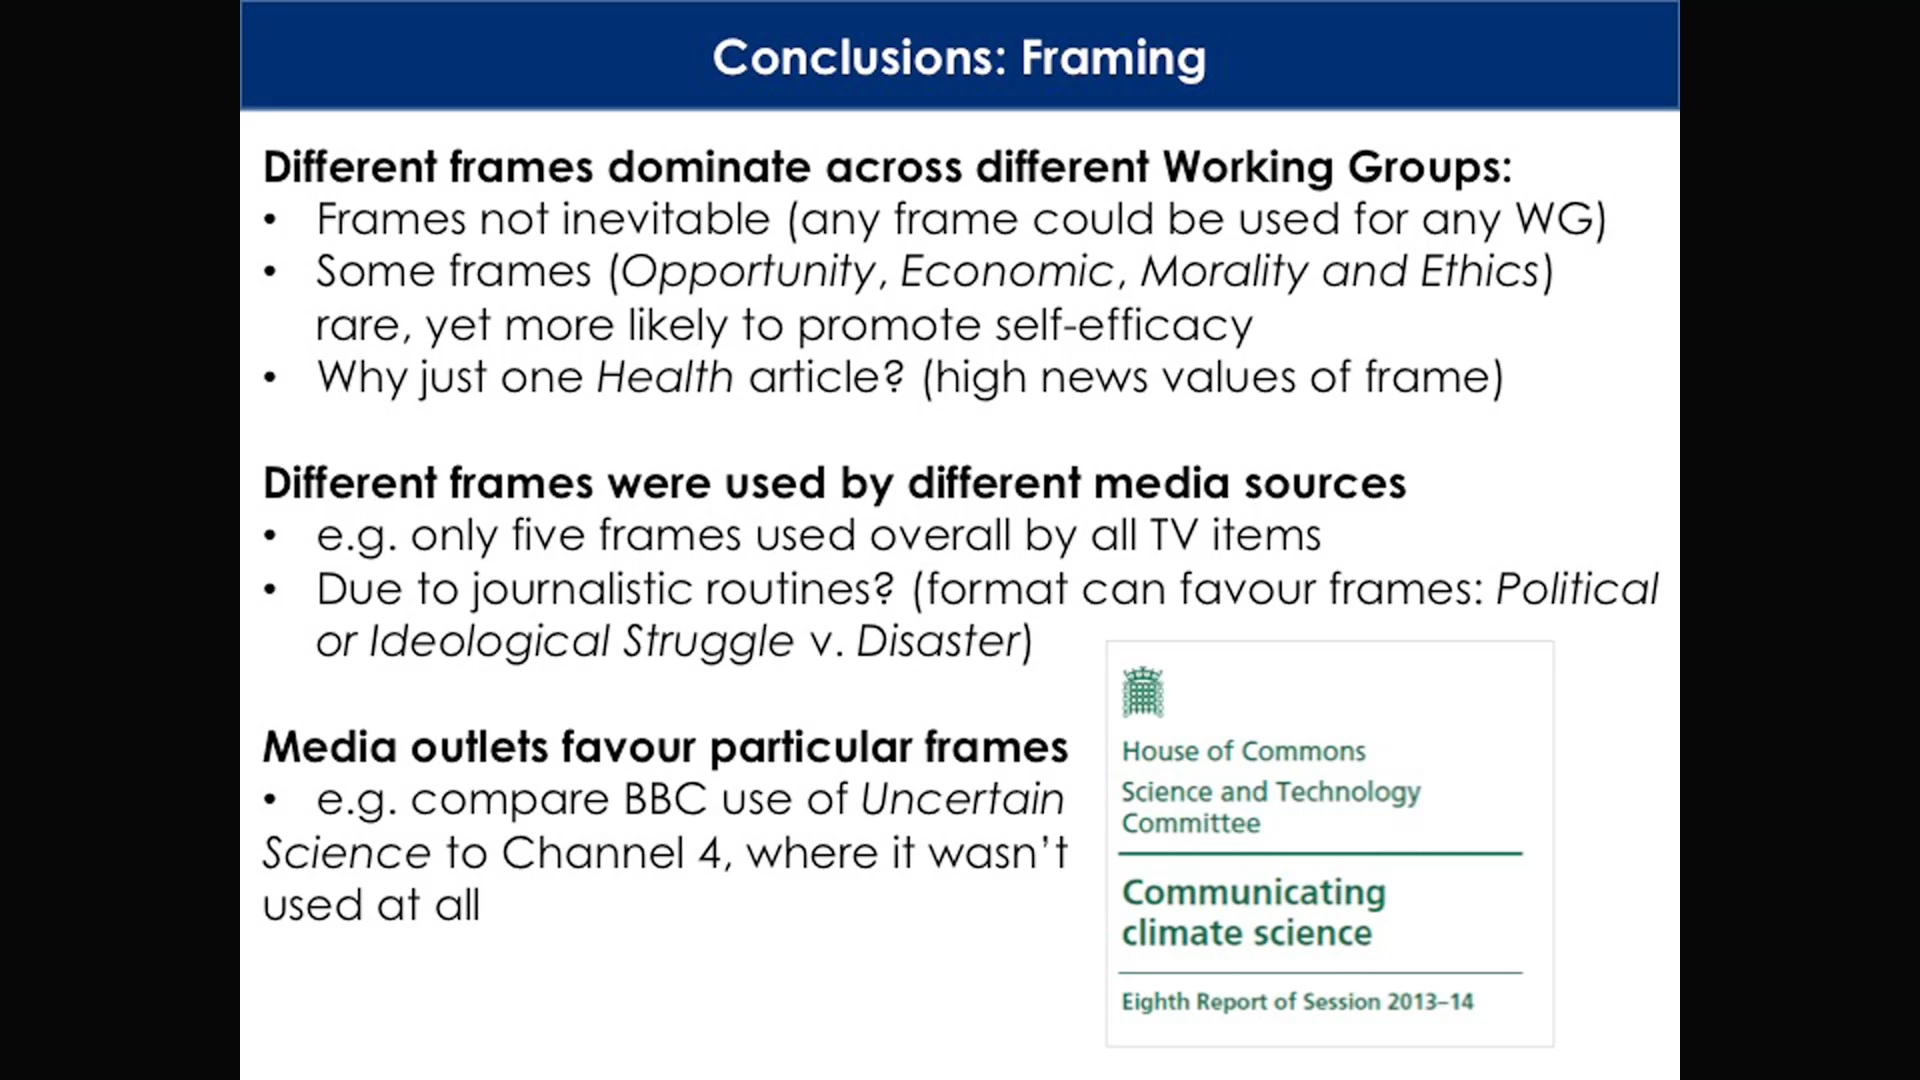 Conclusions: Framing
Different frames dominate across different Working Groups:
• Frames not inevitable (any frame could be used for any WG)
• Some frames (Opportunity, Economic, Morality and Ethics)
rare, yet more likely to promote self-efficacy
• Why just one Health article? (high news values of frame)
Different frames were used by different media sources
• e.g. only five frames used overall by all TV items
• Due to journalistic routines? (format can favour frames: Political
or Ideological Struggle v. Disaster)
Media outlets favour particular frames
• e.g. compare BBC use of Uncertain
Science to Channel 4, where it wasn't
used at all
House of Commons
Science and Technology
Committee
Communicating
climate science
Eighth Report of Session 2013–14